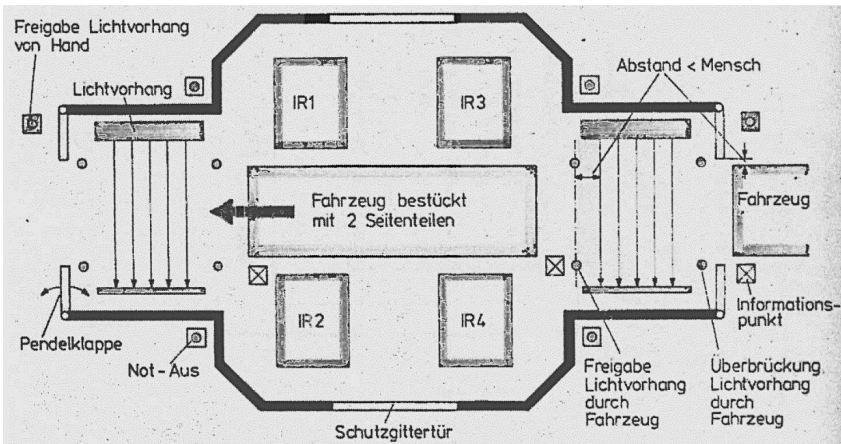 Freigabe Lichtvorhang
von Hand
Lichtvorhang
IR1
IR3
Abstand < Mensch
Fahrzeug bestückt
mit 2 Seitenteilen
Fahrzeug
IR2
IR4
Informations-
punkt
Pendelklappe
Not-Aus
Freigabe
Lichtvorhang
durch
Fahrzeug
Überbrückung
Lichtvorhang
durch
Fahrzeug
Schutzgittertür